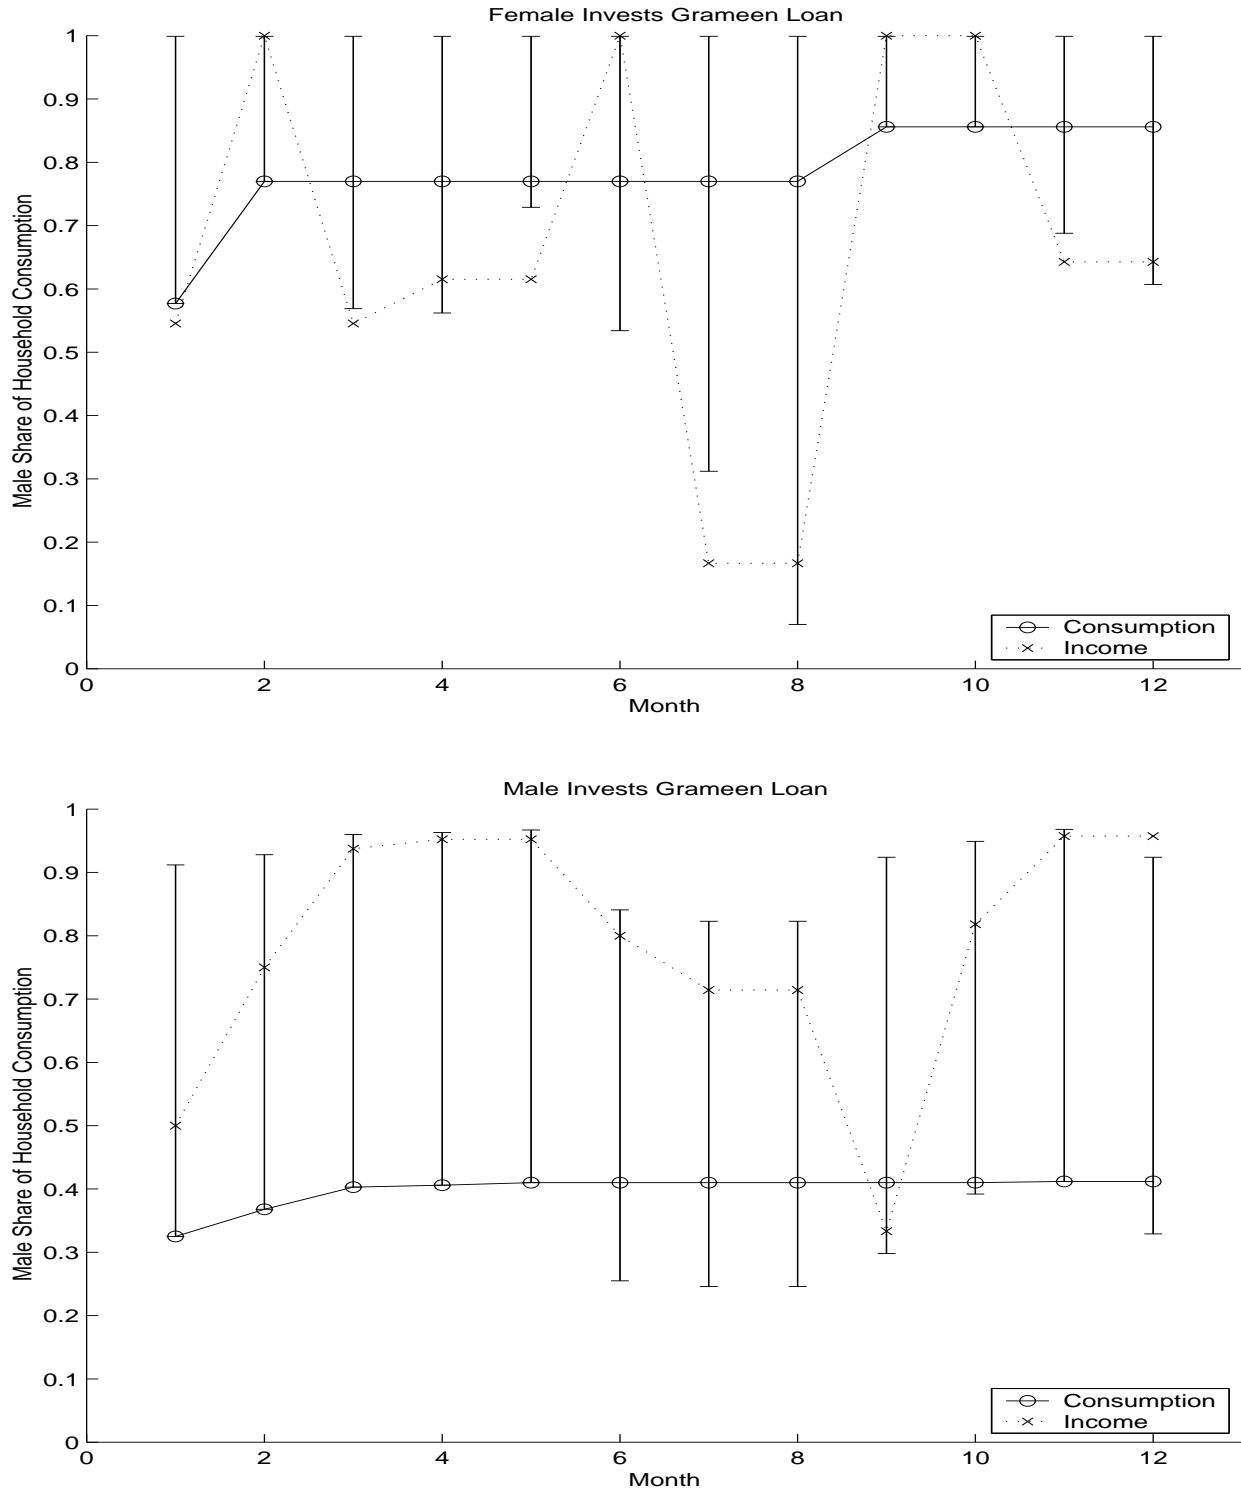 Female Invests Grameen Loan
1
0.9
0.8
0.7
0.6
0.5
0.4
0.3
0.2
0.1
0
Male Share of Household Consumption
0 2 4 6 8 10 12
Month
Consumption
Income
Male Invests Grameen Loan
1
0.9
0.8
0.7
0.6
0.5
0.4
0.3
0.2
0.1
0
Male Share of Household Consumption
0 2 4 6 8 10 12
Month
Consumption
Income